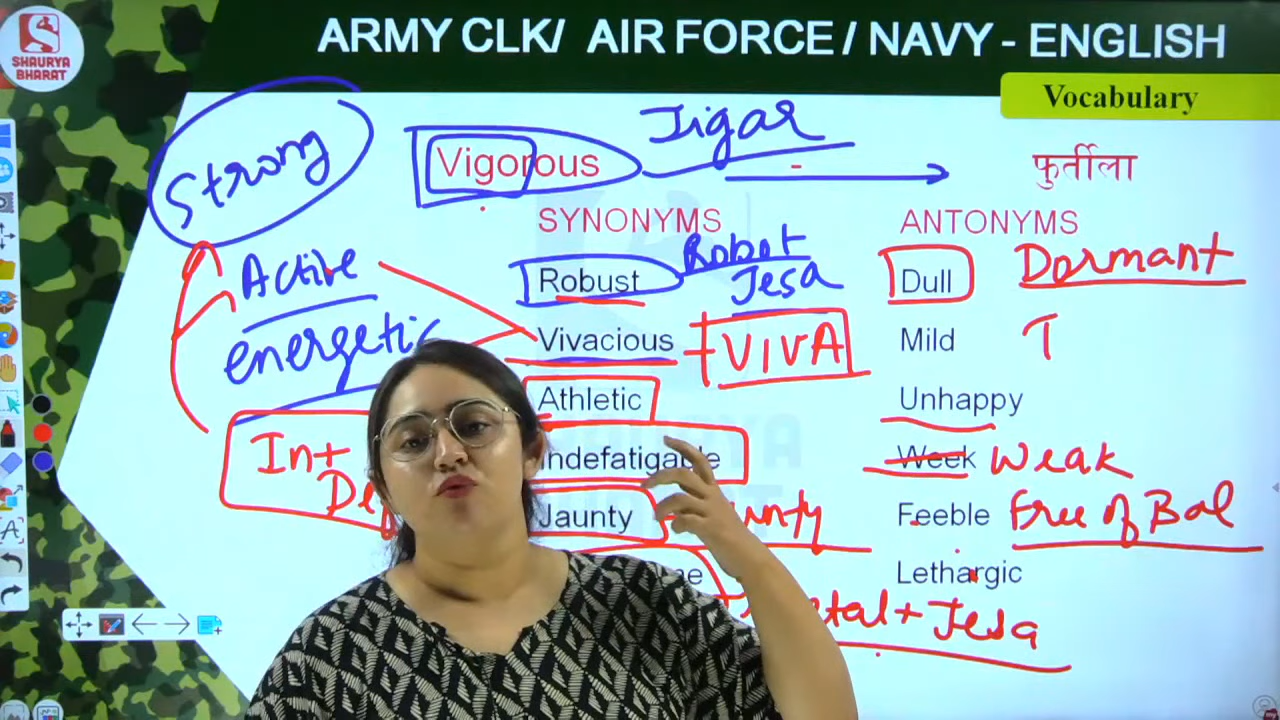 SHAURYA
BHARAT
ARMY CLK/ AIR FORCE / NAVY - ENGLISH
Vocabulary
Strong
Vigorous
Jigar
फुर्तीला
SYNONYMS
ANTONYMS
Active
Robust
Robot
Jesa
Dull
Dormant
energetic
Vivacious
+ VIVA
Mild
Athletic
Unhappy
Int
Indefatigable
Week
Weak
Jaunty
Feeble
Free of Bal
Lethargic
+ Jesa